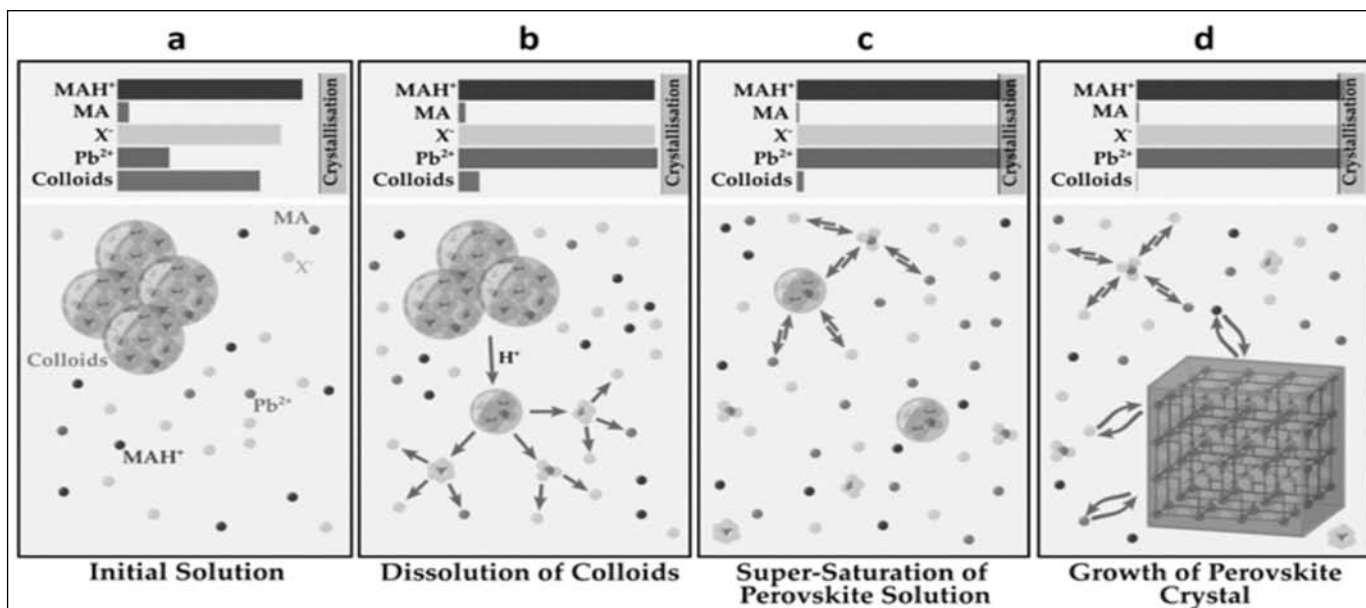 a
MAH⁺
MA
X⁻
Pb²⁺
Colloids
Crystallisation
MA
X⁻
Colloids
Pb²⁺
MAH⁺
Initial Solution
b
MAH⁺
MA
X⁻
Pb²⁺
Colloids
Crystallisation
H⁺
Dissolution of Colloids
c
MAH⁺
MA
X⁻
Pb²⁺
Colloids
Crystallisation
Super-Saturation of
Perovskite Solution
d
MAH⁺
MA
X⁻
Pb²⁺
Colloids
Crystallisation
Growth of Perovskite
Crystal